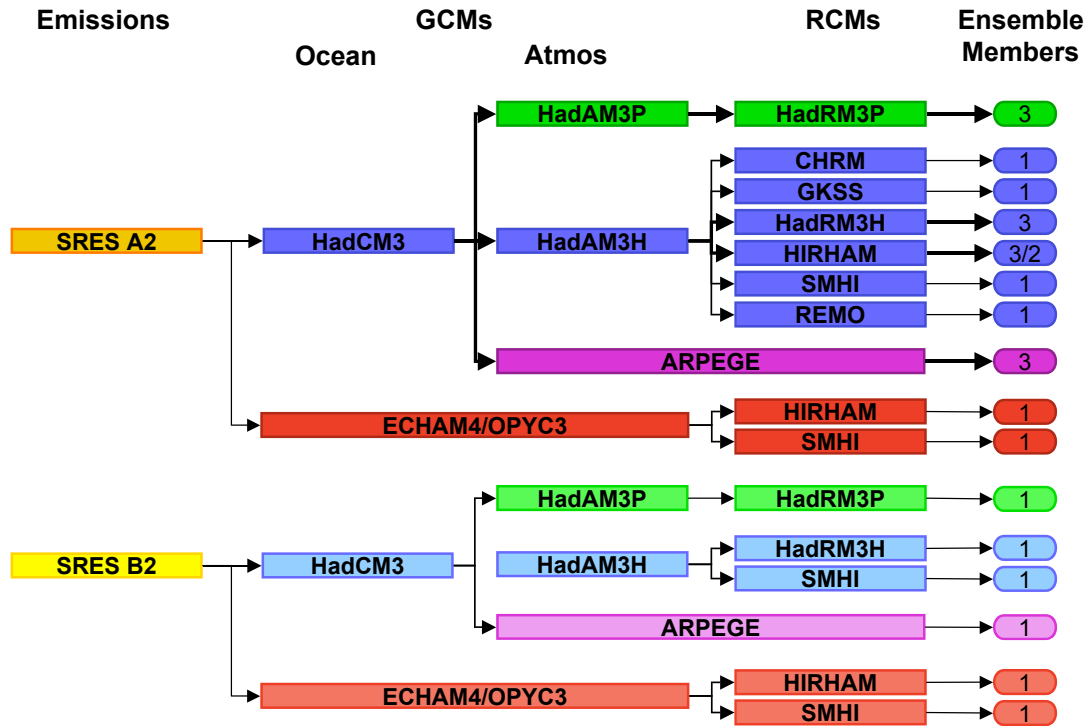 Emissions
GCMs
RCMs
Ensemble
Members
Ocean
Atmos
HadAM3P
HadRM3P
3
CHRM
1
GKSS
1
HadRM3H
3
SRES A2
HadCM3
HadAM3H
HIRHAM
3/2
SMHI
1
REMO
1
ARPEGE
3
ECHAM4/OPYC3
HIRHAM
1
SMHI
1
HadAM3P
HadRM3P
1
SRES B2
HadCM3
HadAM3H
HadRM3H
1
SMHI
1
ARPEGE
1
ECHAM4/OPYC3
HIRHAM
1
SMHI
1